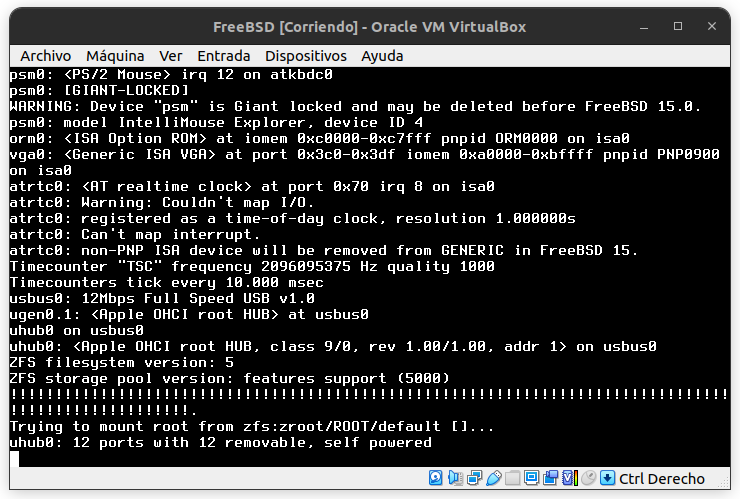 FreeBSD [Corriendo] - Oracle VM VirtualBox
Archivo Máquina Ver Entrada Dispositivos Ayuda
psm0: <PS/2 Mouse> irq 12 on atkbdc0
psm0: [GIANT-LOCKED]
WARNING: Device "psm" is Giant locked and may be deleted before FreeBSD 15.0.
psm0: model IntelliMouse Explorer, device ID 4
orm0: <ISA Option ROM> at iomem 0xc0000-0xc7fff pnpid ORM0000 on isa0
vga0: <Generic ISA VGA> at port 0x3c0-0x3df iomem 0xa0000-0xbffff pnpid PNP0900
on isa0
atrtc0: <AT realtime clock> at port 0x70 irq 8 on isa0
atrtc0: Warning: Couldn't map I/O.
atrtc0: registered as a time-of-day clock, resolution 1.000000s
atrtc0: Can't map interrupt.
atrtc0: non-PNP ISA device will be removed from GENERIC in FreeBSD 15.
Timecounter "TSC" frequency 2096095375 Hz quality 1000
Timecounters tick every 10.000 msec
usbus0: 12Mbps Full Speed USB v1.0
ugen0.1: <Apple OHCI root HUB> at usbus0
uhub0 on usbus0
uhub0: <Apple OHCI root HUB, class 9/0, rev 1.00/1.00, addr 1> on usbus0
ZFS filesystem version: 5
ZFS storage pool version: features support (5000)
!!!!!!!!!!!!!!!!!!!!!!!!!!!!!!!!!!!!!!!!!!!!!!!!!!!!!!!!!!!!!!!!!!!!!!!!!!!!!!!!
!!!!!!!!!!!!!!!!!!!!.
Trying to mount root from zfs:zroot/ROOT/default []...
uhub0: 12 ports with 12 removable, self powered
Ctrl Derecho